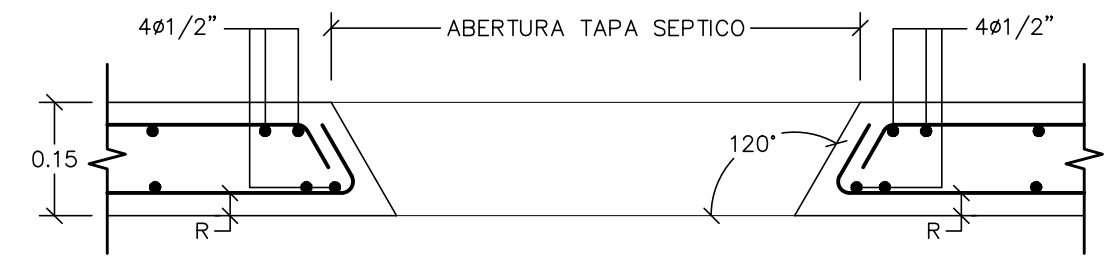 4ø1/2"
ABERTURA TAPA SEPTICO
4ø1/2"
120°
0.15
R
R